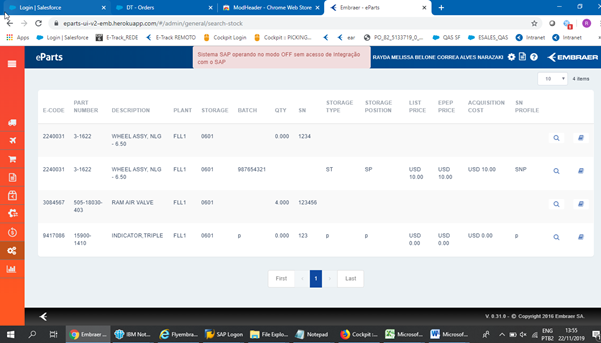 Login | Salesforce
DT - Orders
ModHeader - Chrome Web Store
Embraer - eParts
eparts-ui-v2-emb.herokuapp.com/#/admin/general/search-stock
Apps
Login | Salesforce
E-Track_REDE
E-Track REMOTO
Cockpit Login
Cockpit :: PICKING...
ear
PO_82_5133719_0_...
QAS SF
ESALES_QAS
Intranet
Intranet
eParts
Sistema SAP operando no modo OFF sem acesso de Integração
com o SAP
RAYDA MELISSA BELONE CORREA ALVES NARAZAKI
EMBRAER
10
4 items
E-CODE PART NUMBER DESCRIPTION PLANT STORAGE BATCH QTY SN STORAGE TYPE STORAGE POSITION LIST PRICE EPEP PRICE ACQUISITION COST SN PROFILE
2240031 3-1622 WHEEL ASSY, NLG - 6.50 FLL1 0601 0.000 1234
2240031 3-1622 WHEEL ASSY, NLG - 6.50 FLL1 0601 987654321 ST SP USD 10.00 USD 10.00 USD 10.00 SNP
3084567 505-18030-403 RAM AIR VALVE FLL1 0601 4.000 123456
9417086 15900-1410 INDICATOR,TRIPLE FLL1 0601 p 0.000 123 p p USD 0.00 USD 0.00 USD 0.00 p
First ‹ 1 › Last
V. 0.31.0 - © Copyright 2016 Embraer SA.
Embraer - eParts...
IBM Not...
Flyembra...
SAP Logon
File Explo...
Notepad
Cockpit :...
Microsof...
Microsof...
ENG
PTB2
13:55
22/11/2019